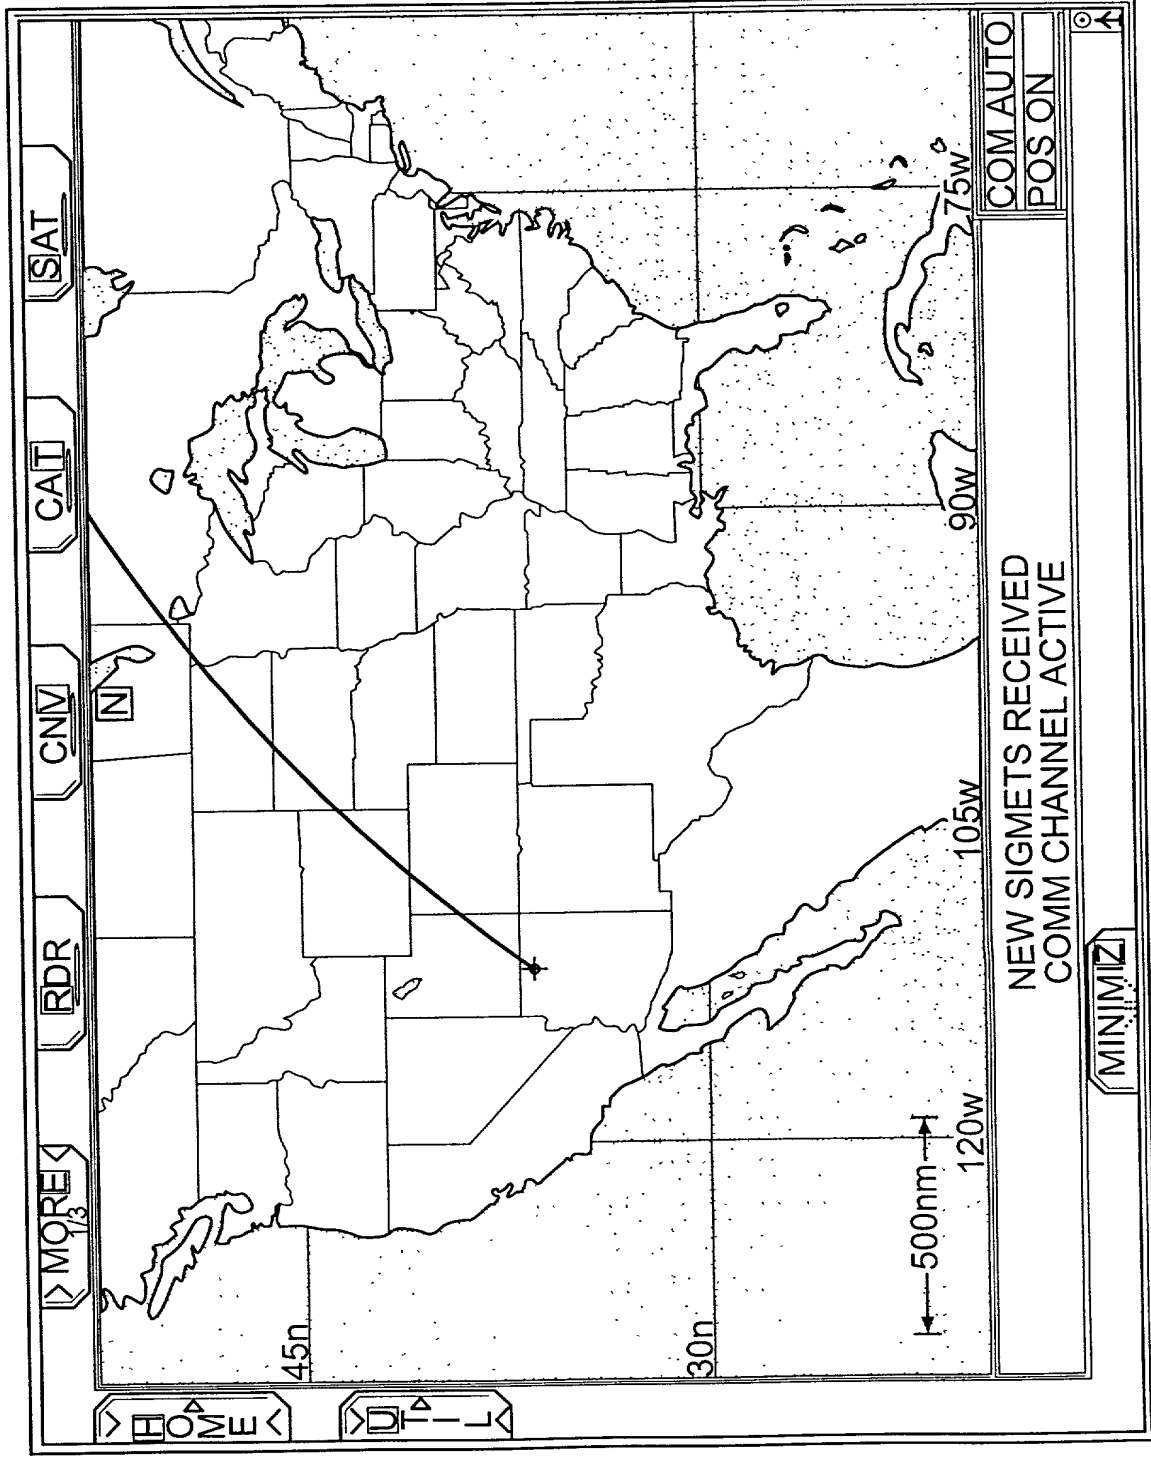 >MORE<
1/3
RDR
CNV
CAT
SAT
>HOME<
>UTIL<
N
45n
30n
500nm
120w
105w
90w
75w
NEW SIGMETS RECEIVED
COMM CHANNEL ACTIVE
COM AUTO
POS ON
MINIMIZ